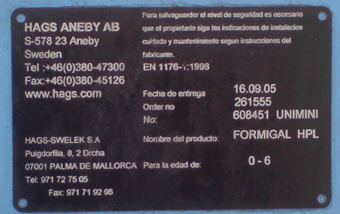 HAGS ANEBY AB
S-578 23 Aneby
Sweden
Tel :+46(0)380-47300
Fax:+46(0)380-45126
www.hags.com
Para salvaguarder el nivel de seguridad es necesario
que el propietario siga las indicaciones de instalacion
cuidado y mantenimiento segun instrucciones del
fabricante.
EN 1176-1:1998
Fecha de entrega 16.09.05
Order no 261555
No: 608451 UNIMINI
Nombre del producto: FORMIGAL HPL
Para la edad de: 0 - 6
HAGS-SWELEK S.A
Puigdorfila, 8, 2 Drcha
07001 PALMA DE MALLORCA
Tel: 971 72 75 05
Fax: 971 71 92 96